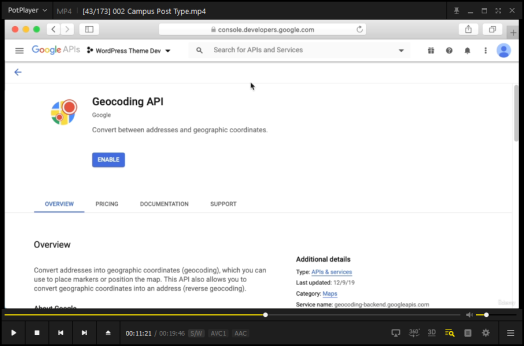 PotPlayer
MP4
[43/173] 002 Campus Post Type.mp4
console.developers.google.com
Google APIs
WordPress Theme Dev
Search for APIs and Services
Geocoding API
Google
Convert between addresses and geographic coordinates.
ENABLE
OVERVIEW
PRICING
DOCUMENTATION
SUPPORT
Overview
Convert addresses into geographic coordinates (geocoding), which you can
use to place markers or position the map. This API also allows you to
convert geographic coordinates into an address (reverse geocoding).
About Google
Additional details
Type: APIs & services
Last updated: 12/9/19
Category: Maps
Service name: geocoding-backend.googleapis.com
00:11:21 / 00:19:46 S/W AVC1 AAC
360°
3D